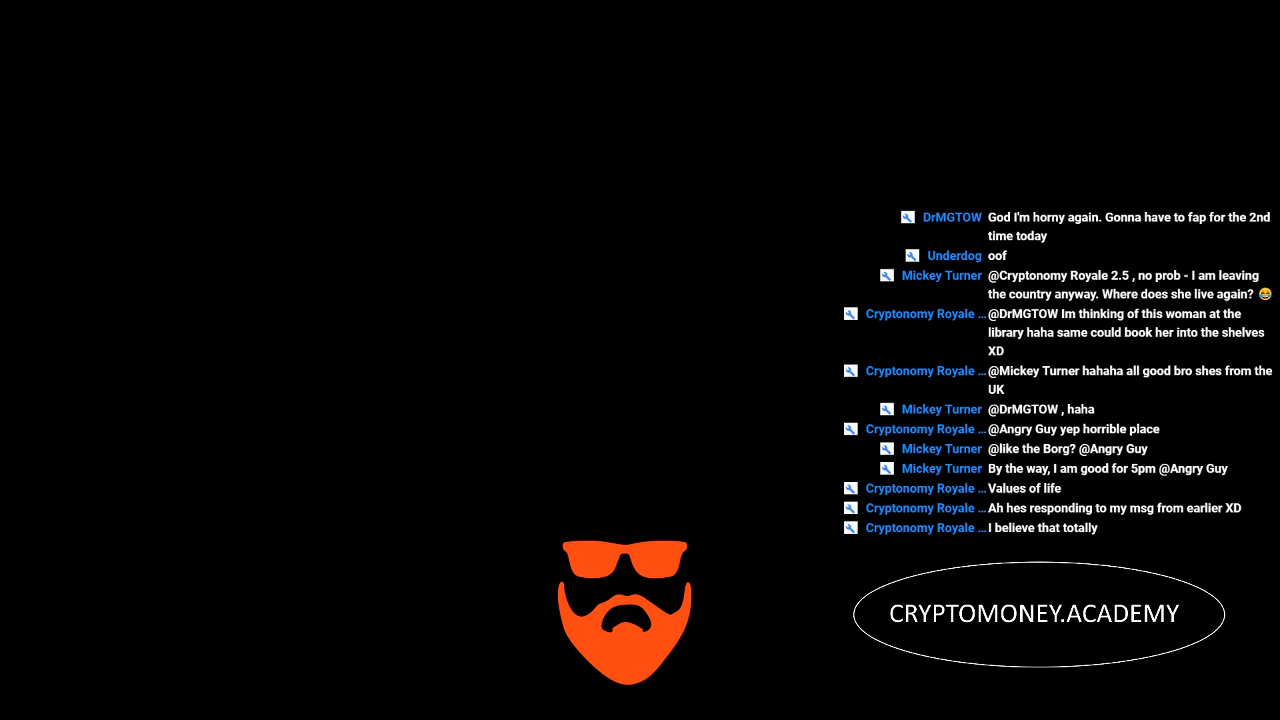 DrMGTOW God I'm horny again. Gonna have to fap for the 2nd
time today
Underdog oof
Mickey Turner @Cryptonomy Royale 2.5 , no prob - I am leaving
the country anyway. Where does she live again? 😂
Cryptonomy Royale ... @DrMGTOW Im thinking of this woman at the
library haha same could book her into the shelves
XD
Cryptonomy Royale ... @Mickey Turner hahaha all good bro shes from the
UK
Mickey Turner @DrMGTOW , haha
Cryptonomy Royale ... @Angry Guy yep horrible place
Mickey Turner @like the Borg? @Angry Guy
Mickey Turner By the way, I am good for 5pm @Angry Guy
Cryptonomy Royale ... Values of life
Cryptonomy Royale ... Ah hes responding to my msg from earlier XD
Cryptonomy Royale ... I believe that totally
CRYPTOMONEY.ACADEMY